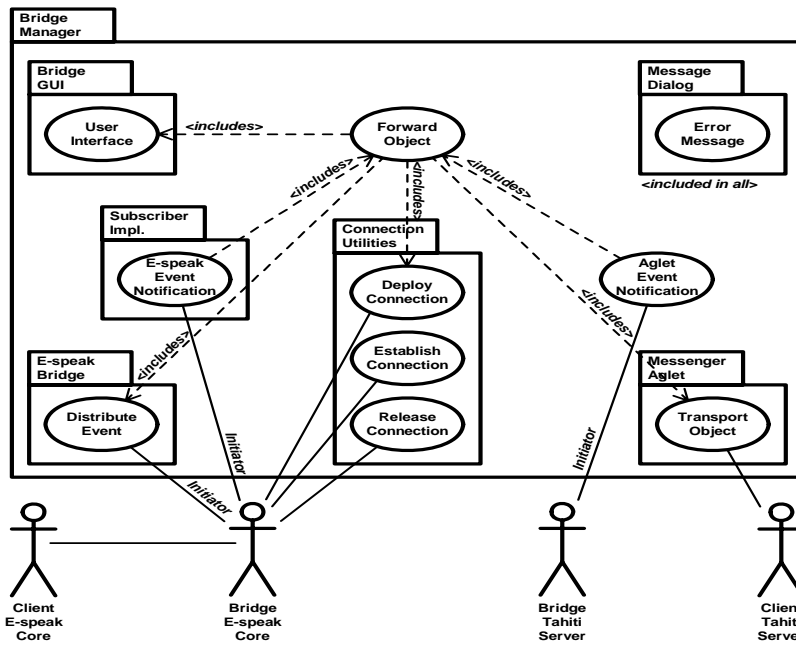 Bridge
Manager
Bridge
GUI
User
Interface
<includes>
Forward
Object
Message
Dialog
Error
Message
<included in all>
<includes>
<includes>
<includes>
Subscriber
Impl.
E-speak
Event
Notification
Connection
Utilities
Deploy
Connection
Establish
Connection
Release
Connection
Aglet
Event
Notification
<includes>
<includes>
E-speak
Bridge
Distribute
Event
Messenger
Aglet
Transport
Object
Initiator
Initiator
Initiator
Client
E-speak
Core
Bridge
E-speak
Core
Bridge
Tahiti
Server
Client
Tahiti
Server